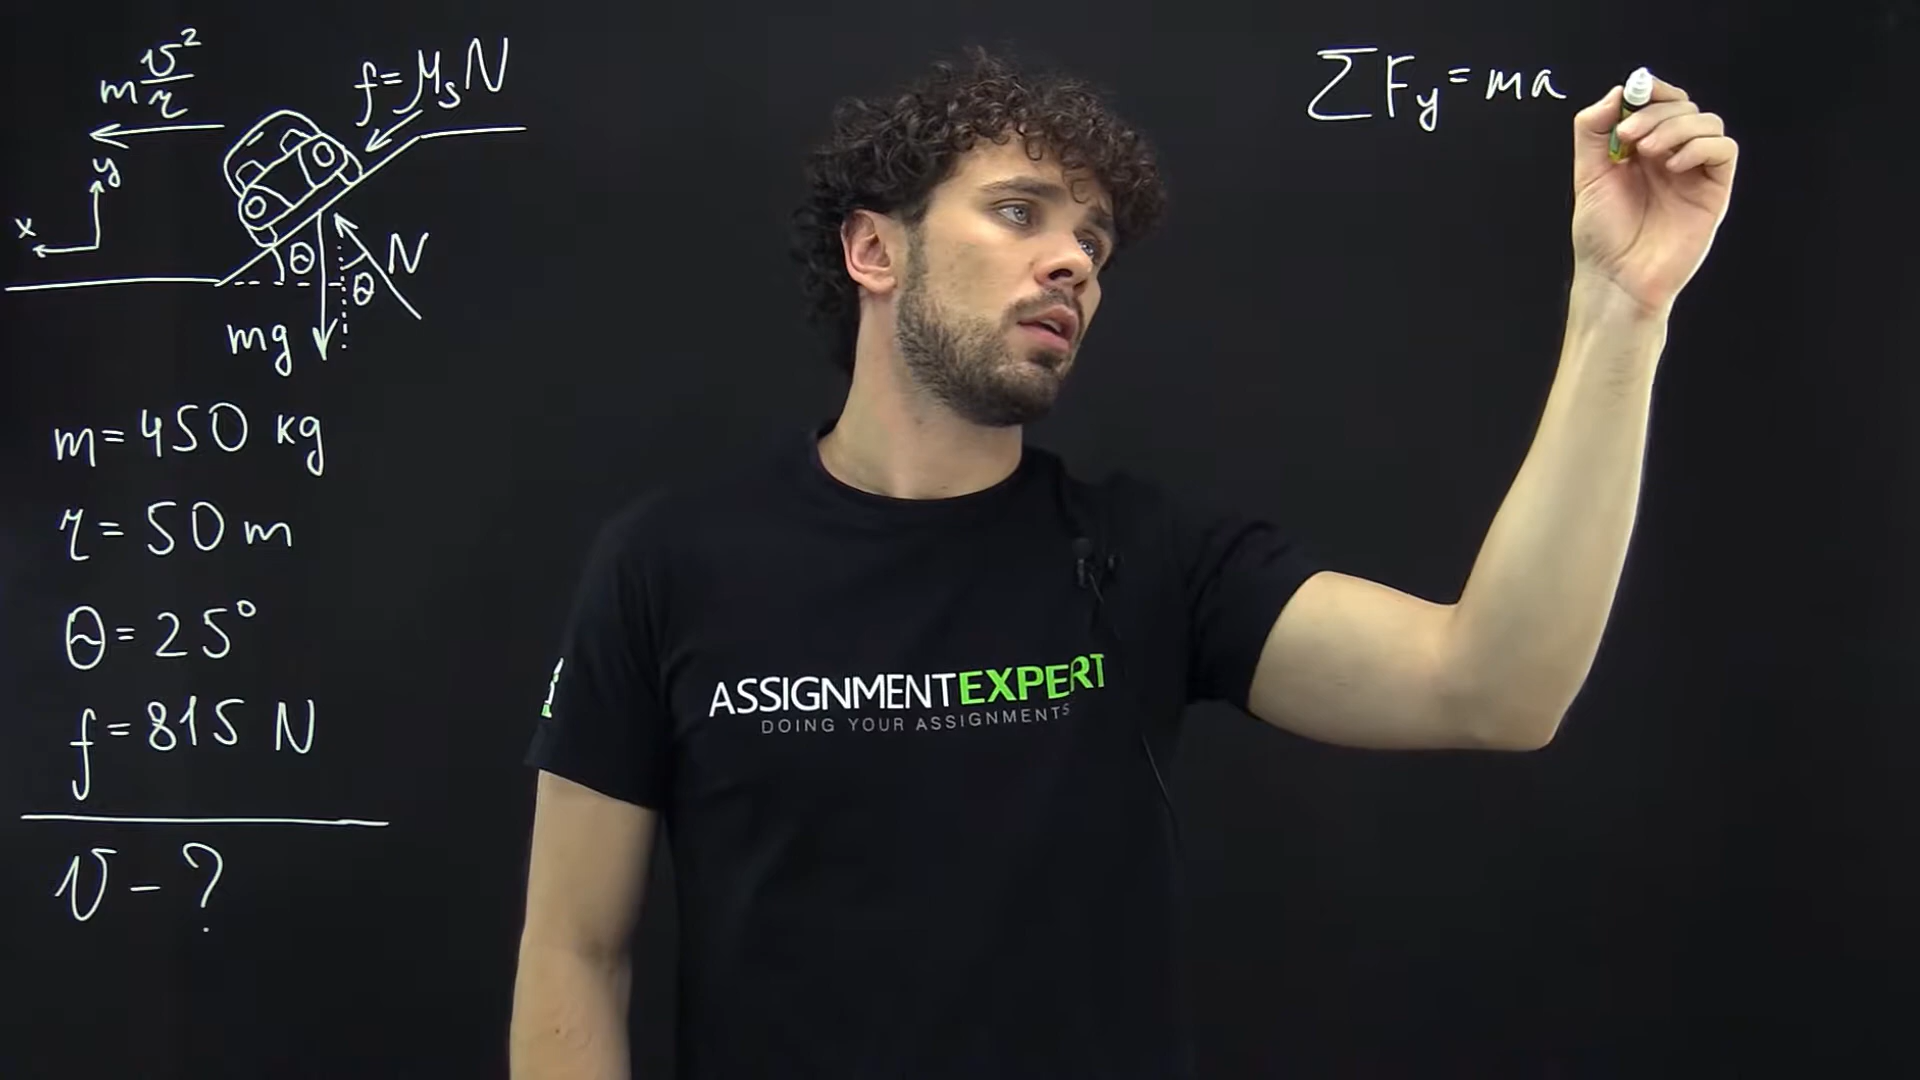 m v²/r
f=μsN
y
x
θ
θ
N
mg
m=450 kg
r=50 m
θ=25°
f=815 N
v-?
ΣFy=ma
ASSIGNMENTEXPERT
DOING YOUR ASSIGNMENTS